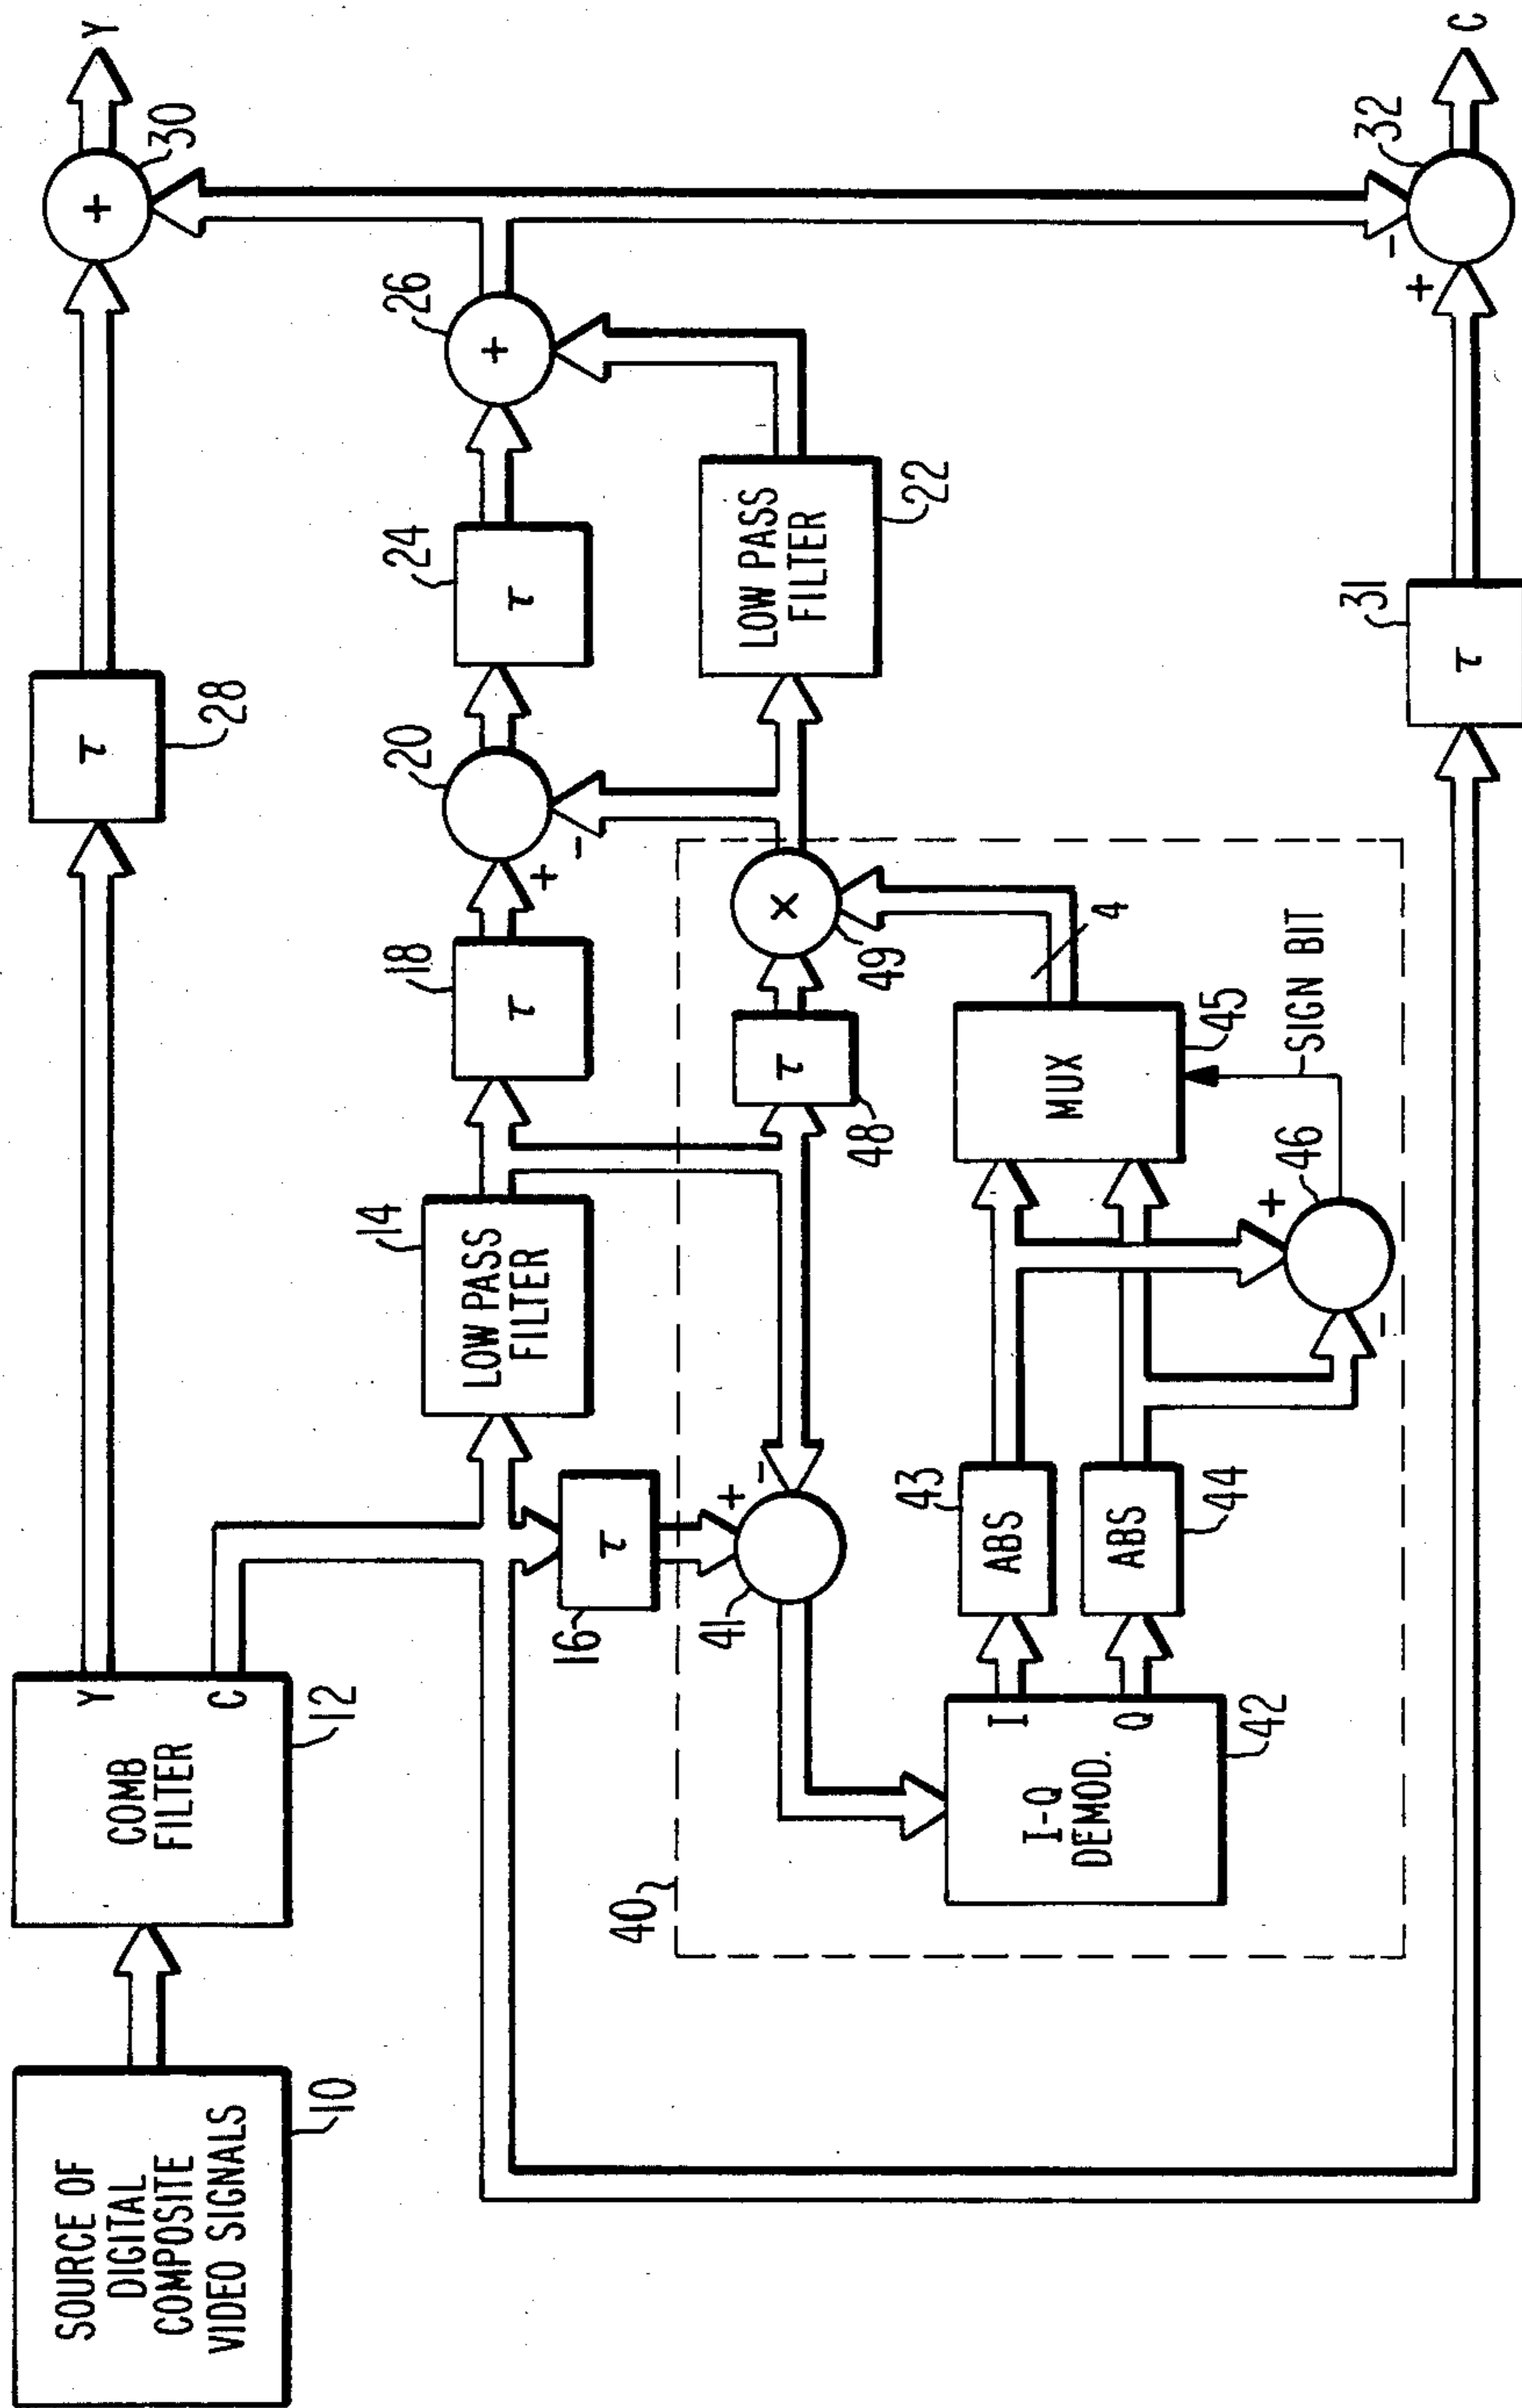 SOURCE OF
DIGITAL
COMPOSITE
VIDEO SIGNALS
10
COMB
FILTER
Y
C
12
τ
28
+
30
Y
LOW PASS
FILTER
14
τ
16
τ
18
+
-
20
τ
24
+
26
LOW PASS
FILTER
22
40
+
-
41
τ
48
X
49
I-Q
DEMOD.
I
Q
42
ABS
43
ABS
44
MUX
45
4
SIGN BIT
+
-
46
τ
31
+
-
32
C